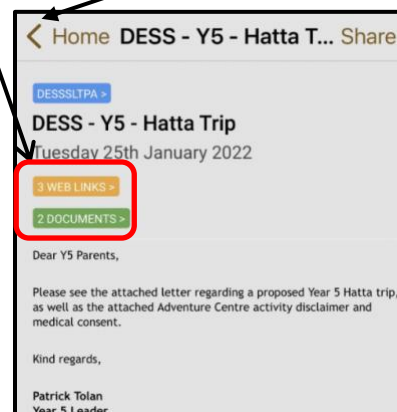 Home DESS - Y5 - Hatta T... Share
DESSSLTPA >
DESS - Y5 - Hatta Trip
Tuesday 25th January 2022
3 WEB LINKS >
2 DOCUMENTS >
Dear Y5 Parents,
Please see the attached letter regarding a proposed Year 5 Hatta trip,
as well as the attached Adventure Centre activity disclaimer and
medical consent.
Kind regards,
Patrick Tolan
Year 5 Leader